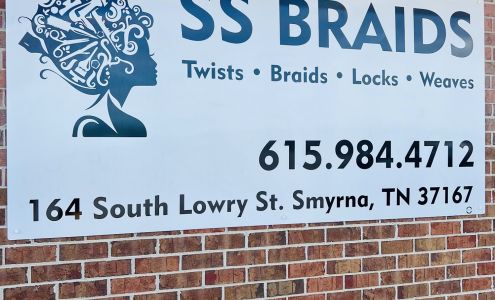 SS BRAIDS
Twists • Braids • Locks • Weaves
615.984.4712
164 South Lowry St. Smyrna, TN 37167